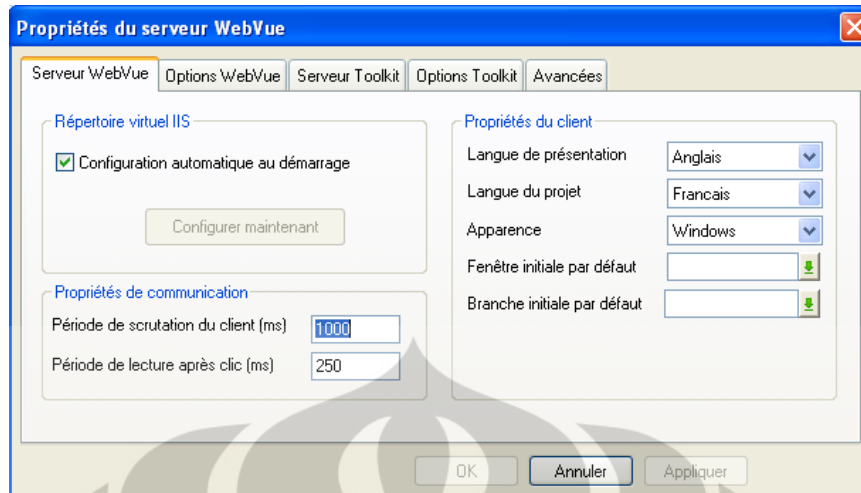 Propriétés du serveur WebVue
Serveur WebVue Options WebVue Serveur Toolkit Options Toolkit Avancées
Répertoire virtuel IIS
Configuration automatique au démarrage
Configurer maintenant
Propriétés de communication
Période de scrutation du client (ms) 1000
Période de lecture après clic (ms) 250
Propriétés du client
Langue de présentation Anglais
Langue du projet Francais
Apparence Windows
Fenêtre initiale par défaut
Branche initiale par défaut
OK Annuler Appliquer